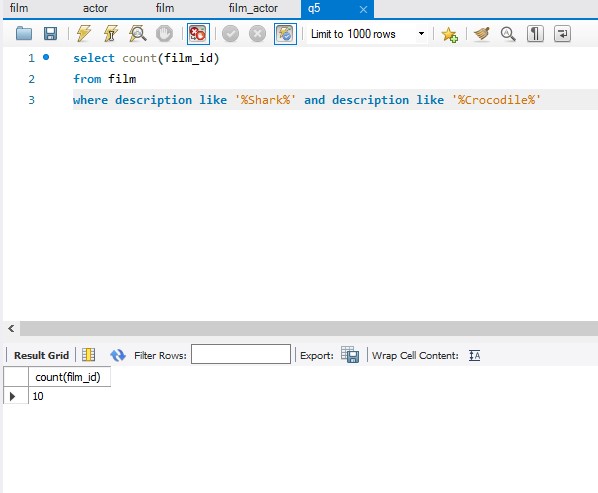 film actor film film_actor q5
Limit to 1000 rows
1 select count(film_id)
2 from film
3 where description like '%Shark%' and description like '%Crocodile%'
Result Grid Filter Rows: Export: Wrap Cell Content:
count(film_id)
10